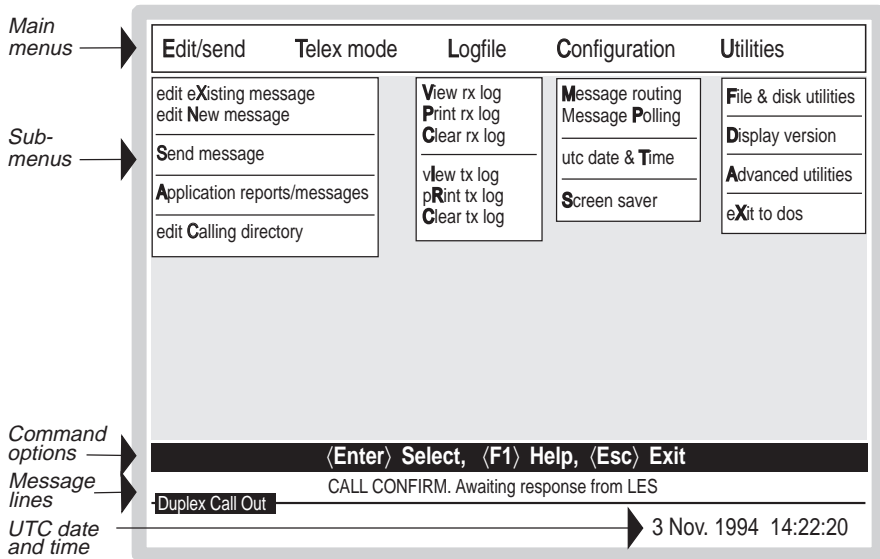 Main
menus
Edit/send Telex mode Logfile Configuration Utilities
Sub-
menus
edit eXisting message
edit New message
Send message
Application reports/messages
edit Calling directory
View rx log
Print rx log
Clear rx log
vIew tx log
pRint tx log
Clear tx log
Message routing
Message Polling
utc date & Time
Screen saver
File & disk utilities
Display version
Advanced utilities
eXit to dos
Command
options
〈Enter〉 Select, 〈F1〉 Help, 〈Esc〉 Exit
Message
lines
CALL CONFIRM. Awaiting response from LES
Duplex Call Out
UTC date
and time
3 Nov. 1994 14:22:20